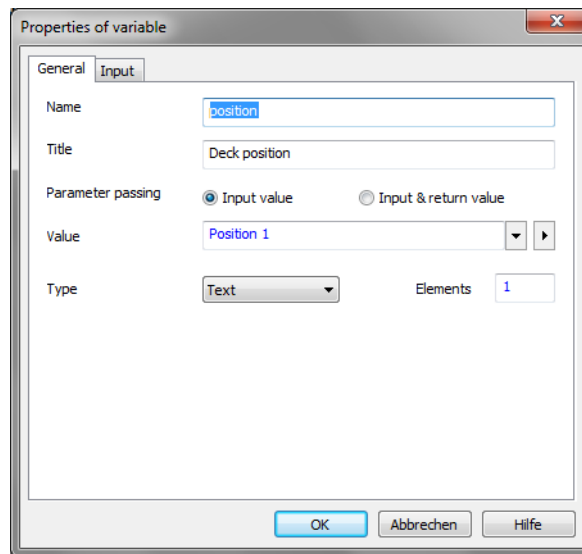 Properties of variable
General Input
Name position
Title Deck position
Parameter passing Input value Input & return value
Value Position 1
Type Text Elements 1
OK Abbrechen Hilfe